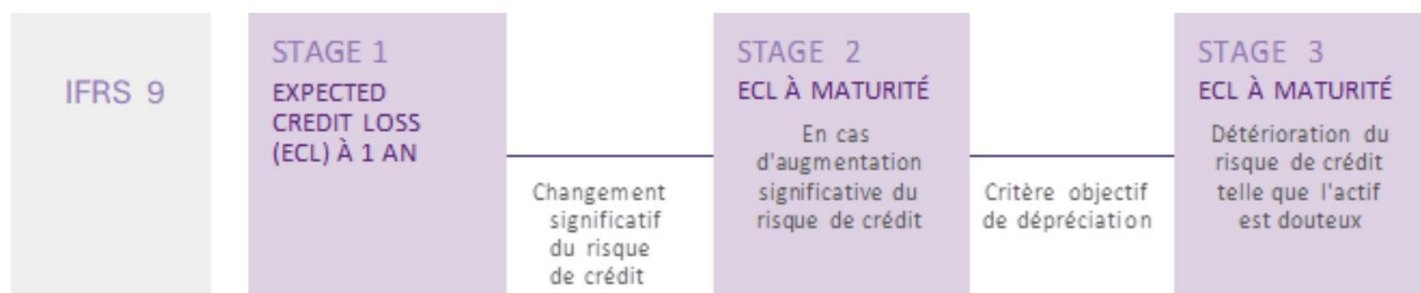 IFRS 9
STAGE 1
EXPECTED
CREDIT LOSS
(ECL) À 1 AN
Changement
significatif
du risque
de crédit
STAGE 2
ECL À MATURITÉ
En cas
d'augmentation
significative du
risque de crédit
Critère objectif
de dépréciation
STAGE 3
ECL À MATURITÉ
Détérioration du
risque de crédit
telle que l'actif
est douteux